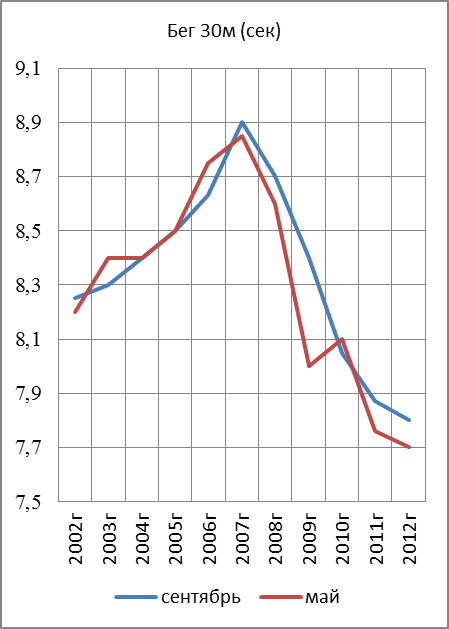 Бег 30м (сек)
9,1
8,9
8,7
8,5
8,3
8,1
7,9
7,7
7,5
2002г
2003г
2004г
2005г
2006г
2007г
2008г
2009г
2010г
2011г
2012г
сентябрь май